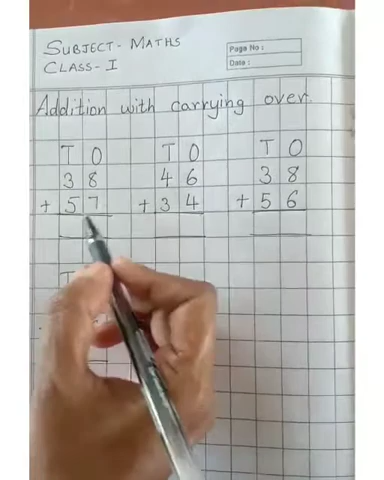 SUBJECT - MATHS
CLASS - I
Page No :
Date :
Addition with carrying over.
T O T O T O
3 8 4 6 3 8
+ 5 7 + 3 4 + 5 6
T